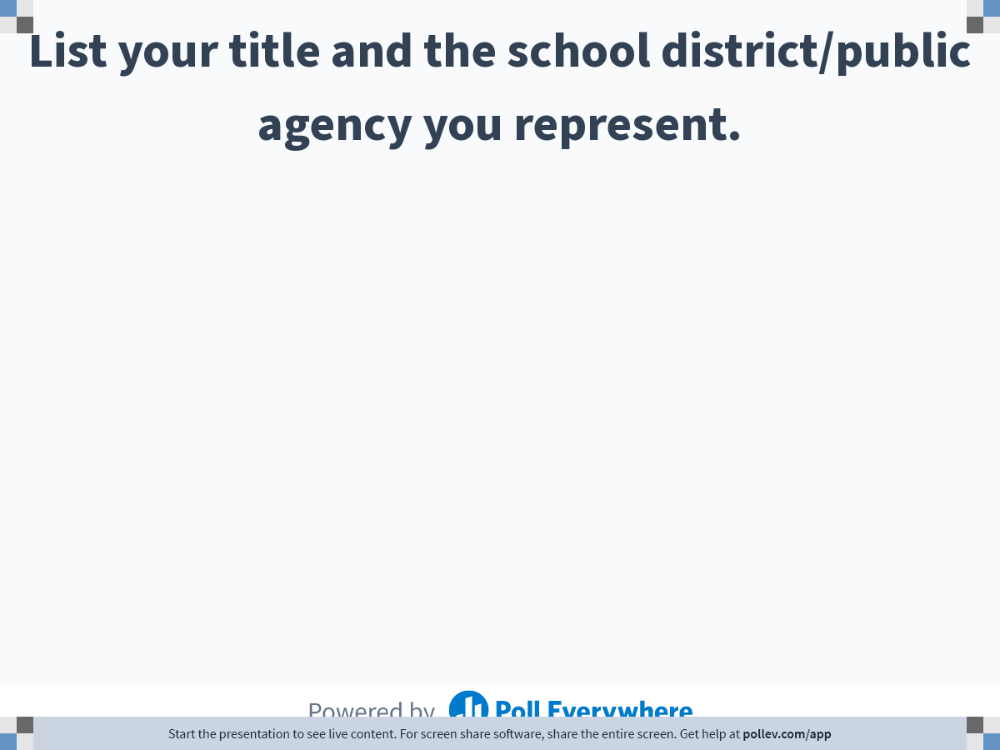 List your title and the school district/public
agency you represent.
Powered by Poll Everywhere
Start the presentation to see live content. For screen share software, share the entire screen. Get help at pollev.com/app